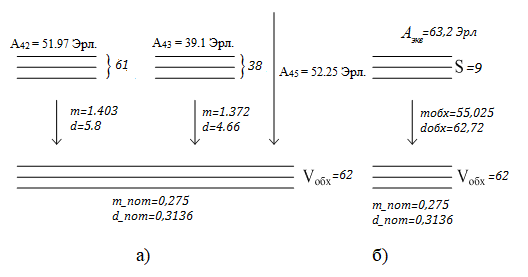 A42 = 51.97 Эрл.
61
m=1.403
d=5.8
A43 = 39.1 Эрл.
38
m=1.372
d=4.66
A45 = 52.25 Эрл.
Vобх =62
m_пот=0,275
d_пот=0,3136
а)
Aэкв=63,2 Эрл
S =9
mобх=55,025
dобх=62,72
Vобх =62
m_пот=0,275
d_пот=0,3136
б)